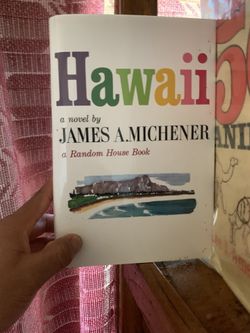 Hawaii
a novel by
JAMES A. MICHENER
a Random House Book